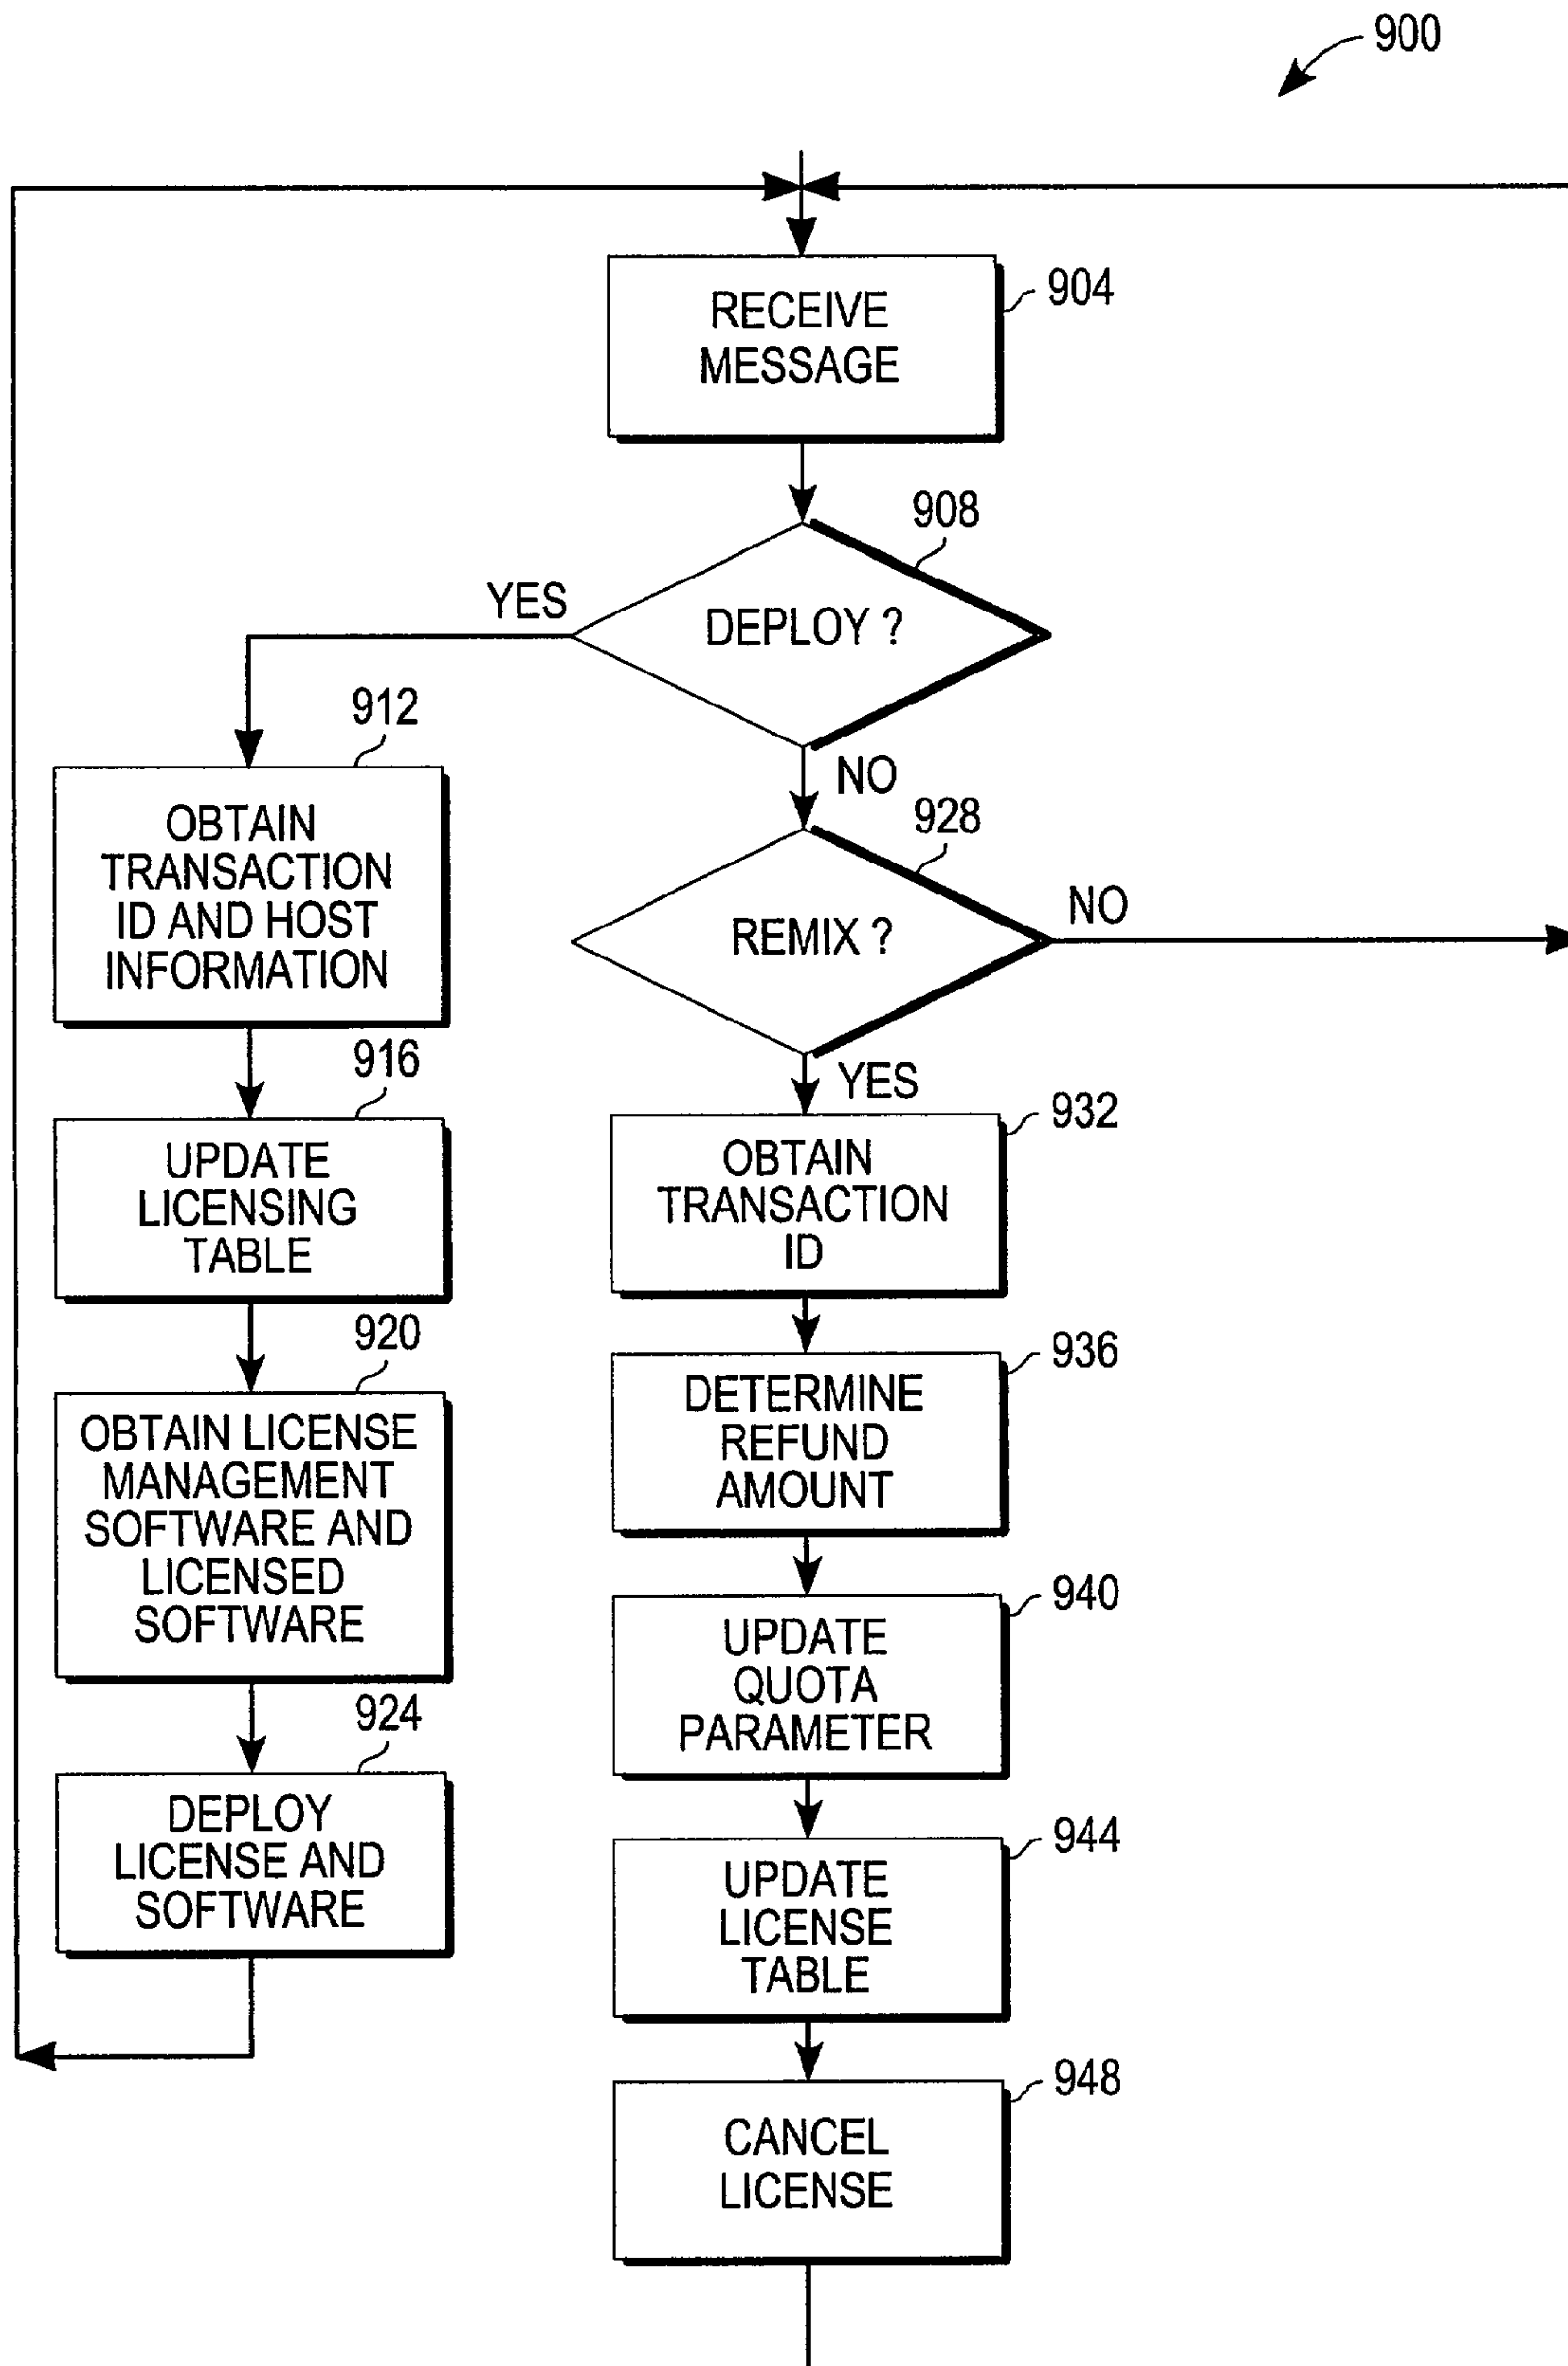 900
RECEIVE
MESSAGE
904
908
DEPLOY ?
YES
NO
912
OBTAIN
TRANSACTION
ID AND HOST
INFORMATION
916
UPDATE
LICENSING
TABLE
920
OBTAIN LICENSE
MANAGEMENT
SOFTWARE AND
LICENSED
SOFTWARE
924
DEPLOY
LICENSE AND
SOFTWARE
928
REMIX ?
NO
YES
932
OBTAIN
TRANSACTION
ID
936
DETERMINE
REFUND
AMOUNT
940
UPDATE
QUOTA
PARAMETER
944
UPDATE
LICENSE
TABLE
948
CANCEL
LICENSE